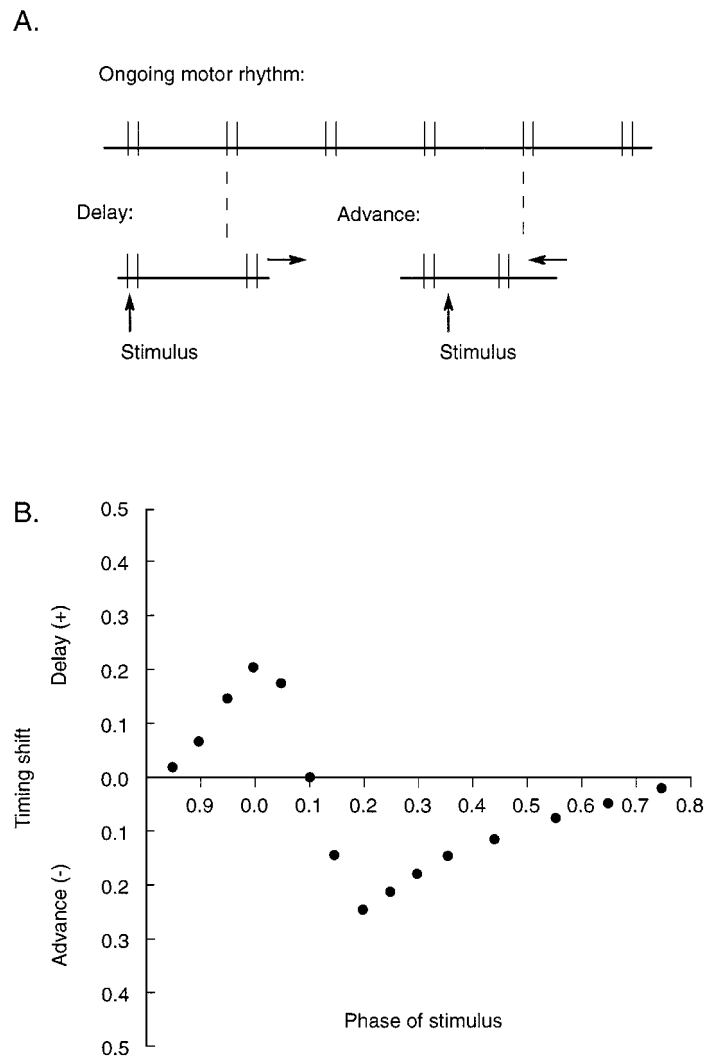 A.
Ongoing motor rhythm:
Delay:
Advance:
Stimulus
Stimulus
B.
0.5
0.4
0.3
0.2
0.1
0.0
0.1
0.2
0.3
0.4
0.5
Delay (+)
Timing shift
Advance (-)
0.9 0.0 0.1 0.2 0.3 0.4 0.5 0.6 0.7 0.8
Phase of stimulus